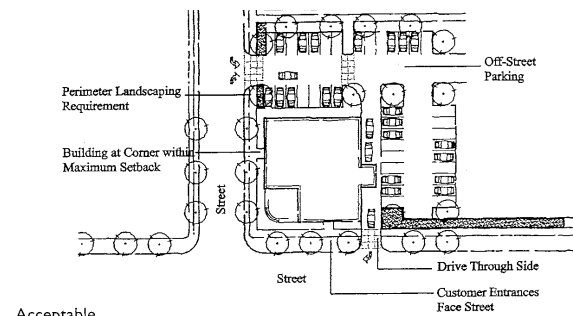 Off-Street
Parking
Perimeter Landscaping
Requirement
Building at Corner within
Maximum Setback
Street
Street
Drive Through Side
Customer Entrances
Face Street
Acceptable